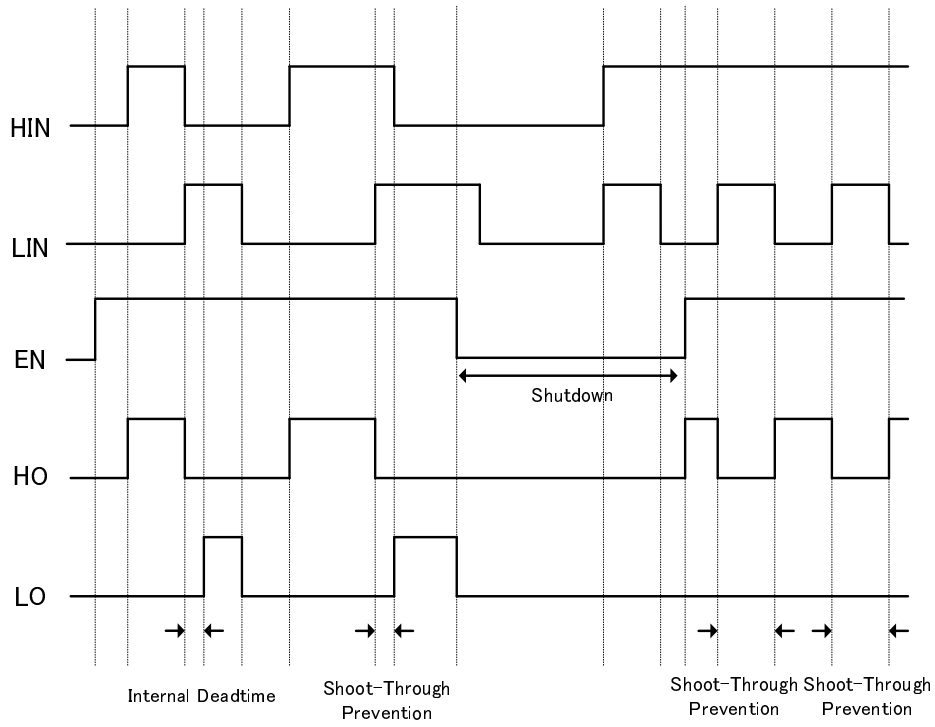 HIN
LIN
EN
Shutdown
HO
LO
Internal Deadtime
Shoot-Through
Prevention
Shoot-Through
Prevention
Shoot-Through
Prevention